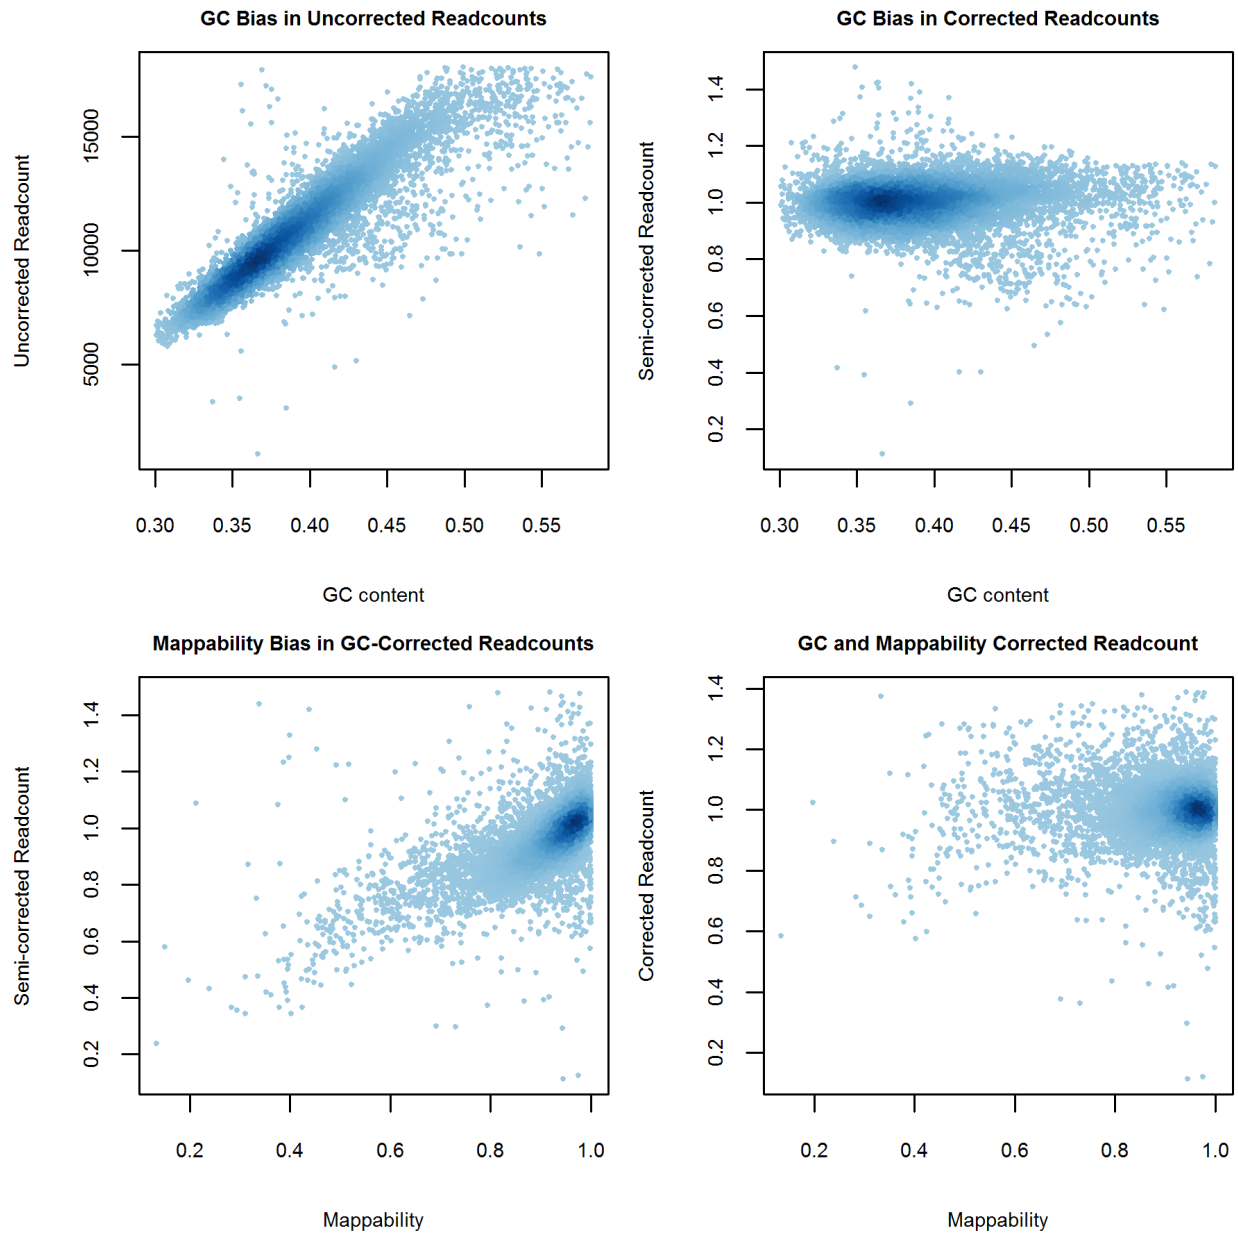 GC Bias in Uncorrected Readcounts
Uncorrected Readcount
15000
10000
5000
0.30 0.35 0.40 0.45 0.50 0.55
GC content
GC Bias in Corrected Readcounts
Semi-corrected Readcount
1.4
1.2
1.0
0.8
0.6
0.4
0.2
0.30 0.35 0.40 0.45 0.50 0.55
GC content
Mappability Bias in GC-Corrected Readcounts
Semi-corrected Readcount
1.4
1.2
1.0
0.8
0.6
0.4
0.2
0.2 0.4 0.6 0.8 1.0
Mappability
GC and Mappability Corrected Readcount
Corrected Readcount
1.4
1.2
1.0
0.8
0.6
0.4
0.2
0.2 0.4 0.6 0.8 1.0
Mappability